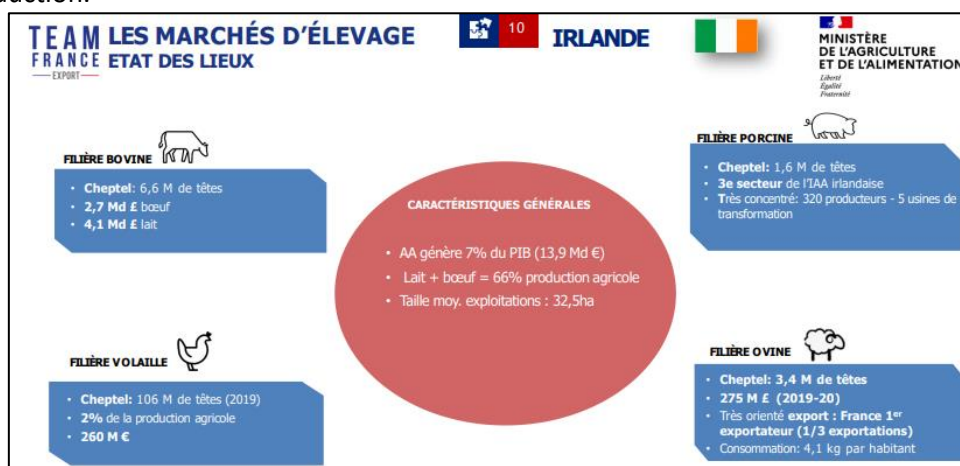 duction.
TEAM
FRANCE
EXPORT
LES MARCHÉS D'ÉLEVAGE
ETAT DES LIEUX
10
IRLANDE
MINISTÈRE
DE L'AGRICULTURE
ET DE L'ALIMENTATION
Liberté
Égalité
Fraternité
FILIÈRE BOVINE
• Cheptel: 6,6 M de têtes
• 2,7 Md £ bœuf
• 4,1 Md £ lait
FILIÈRE PORCINE
• Cheptel: 1,6 M de têtes
• 3e secteur de l'IAA irlandaise
• Très concentré: 320 producteurs - 5 usines de
transformation
CARACTÉRISTIQUES GÉNÉRALES
• AA génère 7% du PIB (13,9 Md €)
• Lait + bœuf = 66% production agricole
• Taille moy. exploitations : 32,5ha
FILIÈRE VOLAILLE
• Cheptel: 106 M de têtes (2019)
• 2% de la production agricole
• 260 M €
FILIÈRE OVINE
• Cheptel: 3,4 M de têtes
• 275 M £ (2019-20)
• Très orienté export : France 1er
exportateur (1/3 exportations)
• Consommation: 4,1 kg par habitant